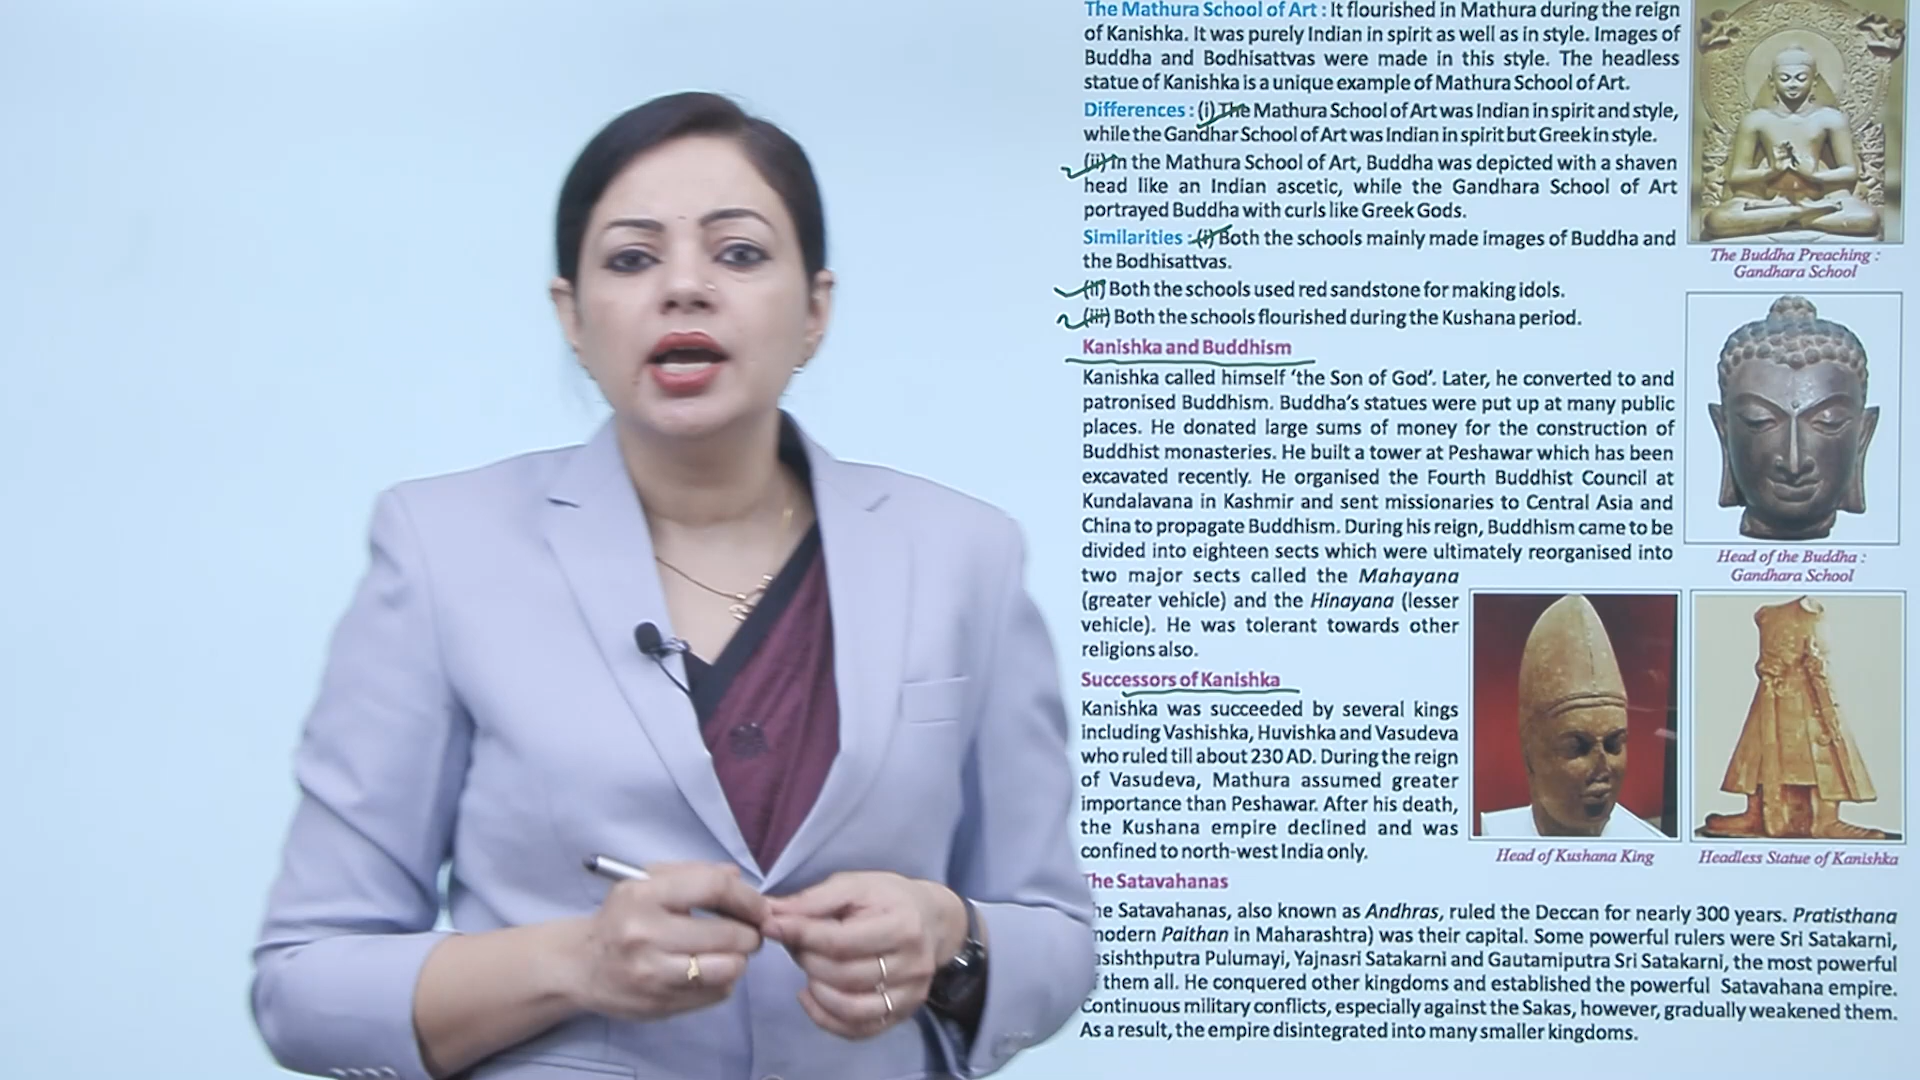 The Mathura School of Art : It flourished in Mathura during the reign
of Kanishka. It was purely Indian in spirit as well as in style. Images of
Buddha and Bodhisattvas were made in this style. The headless
statue of Kanishka is a unique example of Mathura School of Art.
Differences : (i) The Mathura School of Art was Indian in spirit and style,
while the Gandhar School of Art was Indian in spirit but Greek in style.
(ii) In the Mathura School of Art, Buddha was depicted with a shaven
head like an Indian ascetic, while the Gandhara School of Art
portrayed Buddha with curls like Greek Gods.
Similarities : (i) Both the schools mainly made images of Buddha and
the Bodhisattvas.
(ii) Both the schools used red sandstone for making idols.
(iii) Both the schools flourished during the Kushana period.
The Buddha Preaching :
Gandhara School
Kanishka and Buddhism
Kanishka called himself ‘the Son of God’. Later, he converted to and
patronised Buddhism. Buddha’s statues were put up at many public
places. He donated large sums of money for the construction of
Buddhist monasteries. He built a tower at Peshawar which has been
excavated recently. He organised the Fourth Buddhist Council at
Kundalavana in Kashmir and sent missionaries to Central Asia and
China to propagate Buddhism. During his reign, Buddhism came to be
divided into eighteen sects which were ultimately reorganised into
two major sects called the Mahayana
(greater vehicle) and the Hinayana (lesser
vehicle). He was tolerant towards other
religions also.
Head of the Buddha :
Gandhara School
Successors of Kanishka
Kanishka was succeeded by several kings
including Vashishka, Huvishka and Vasudeva
who ruled till about 230 AD. During the reign
of Vasudeva, Mathura assumed greater
importance than Peshawar. After his death,
the Kushana empire declined and was
confined to north-west India only.
Head of Kushana King
Headless Statue of Kanishka
The Satavahanas
he Satavahanas, also known as Andhras, ruled the Deccan for nearly 300 years. Pratisthana
modern Paithan in Maharashtra) was their capital. Some powerful rulers were Sri Satakarni,
asishthputra Pulumayi, Yajnasri Satakarni and Gautamiputra Sri Satakarni, the most powerful
f them all. He conquered other kingdoms and established the powerful Satavahana empire.
Continuous military conflicts, especially against the Sakas, however, gradually weakened them.
As a result, the empire disintegrated into many smaller kingdoms.